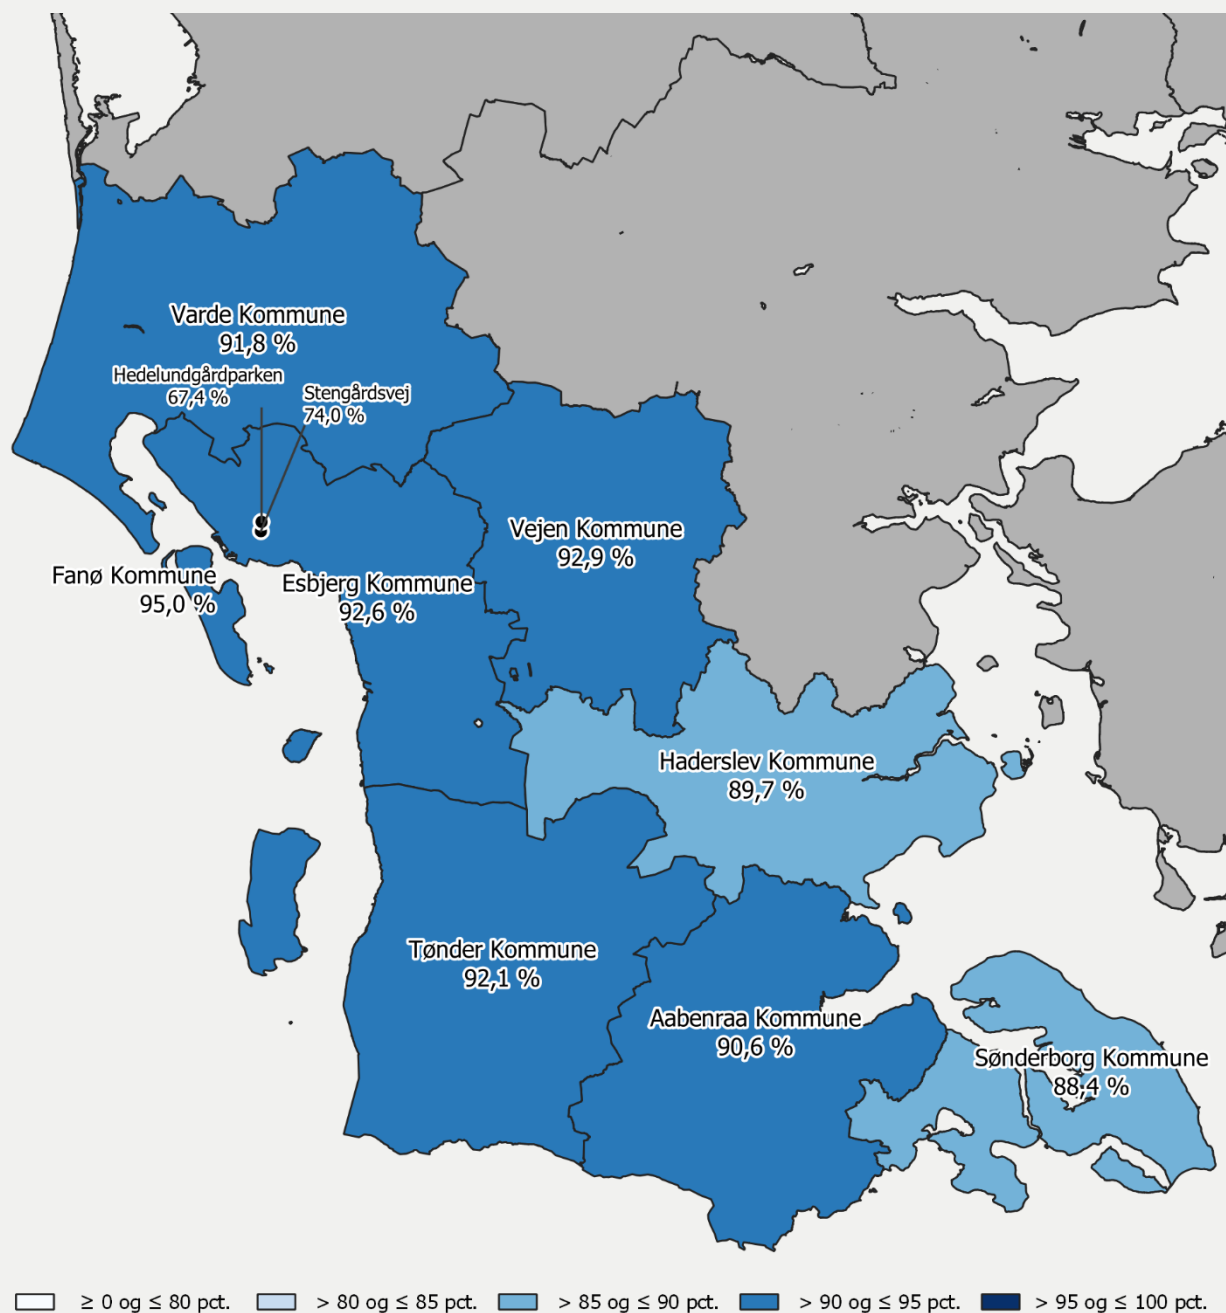 Varde Kommune
91,8 %
Hedelundgårdparken
67,4 %
Stengårdsvej
74,0 %
Vejen Kommune
92,9 %
Fanø Kommune
95,0 %
Esbjerg Kommune
92,6 %
Haderslev Kommune
89,7 %
Tønder Kommune
92,1 %
Aabenraa Kommune
90,6 %
Sønderborg Kommune
88,4 %
≥ 0 og ≤ 80 pct.
> 80 og ≤ 85 pct.
> 85 og ≤ 90 pct.
> 90 og ≤ 95 pct.
> 95 og ≤ 100 pct.